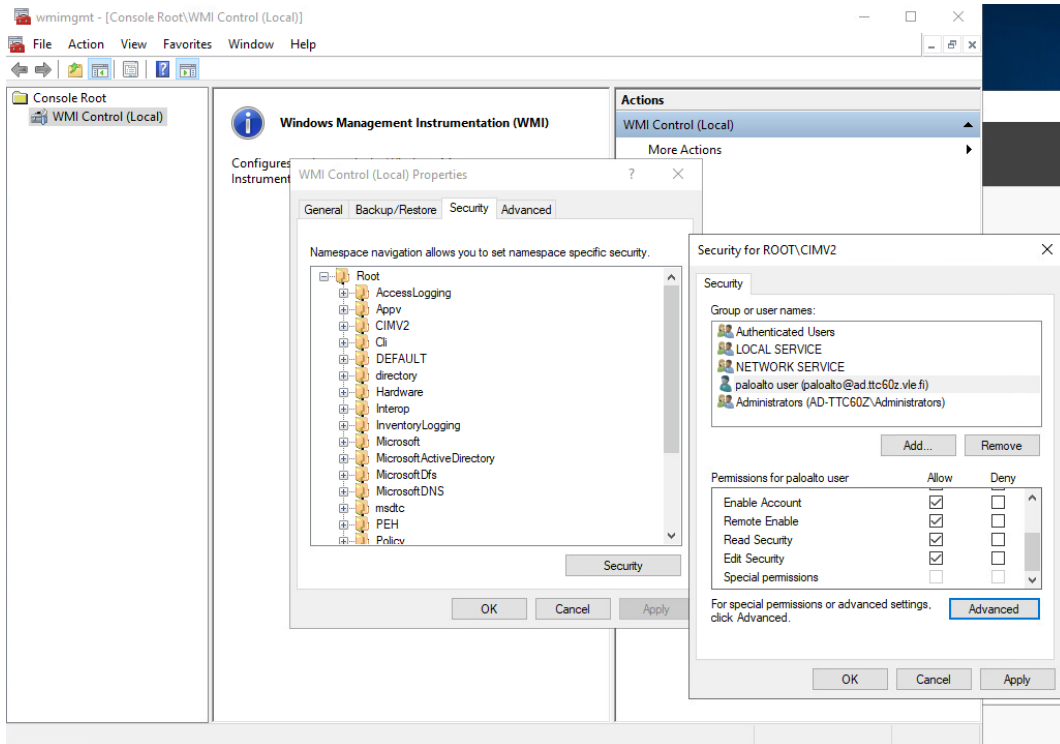 wmimgmt - [Console Root\WMI Control (Local)]
File Action View Favorites Window Help
Console Root
WMI Control (Local)
Windows Management Instrumentation (WMI)
Configures
Instrument
Actions
WMI Control (Local)
More Actions
WMI Control (Local) Properties
General Backup/Restore Security Advanced
Namespace navigation allows you to set namespace specific security.
Root
AccessLogging
Appv
CIMV2
Cli
DEFAULT
directory
Hardware
Interop
InventoryLogging
Microsoft
MicrosoftActiveDirectory
MicrosoftDfs
MicrosoftDNS
msdtc
PEH
Policy
Security
OK Cancel Apply
Security for ROOT\CIMV2
Security
Group or user names:
Authenticated Users
LOCAL SERVICE
NETWORK SERVICE
paloalto user (paloalto@ad.ttc60z.vle.fi)
Administrators (AD-TTC60Z\Administrators)
Add... Remove
Permissions for paloalto user Allow Deny
Enable Account
Remote Enable
Read Security
Edit Security
Special permissions
For special permissions or advanced settings,
click Advanced.
Advanced
OK Cancel Apply